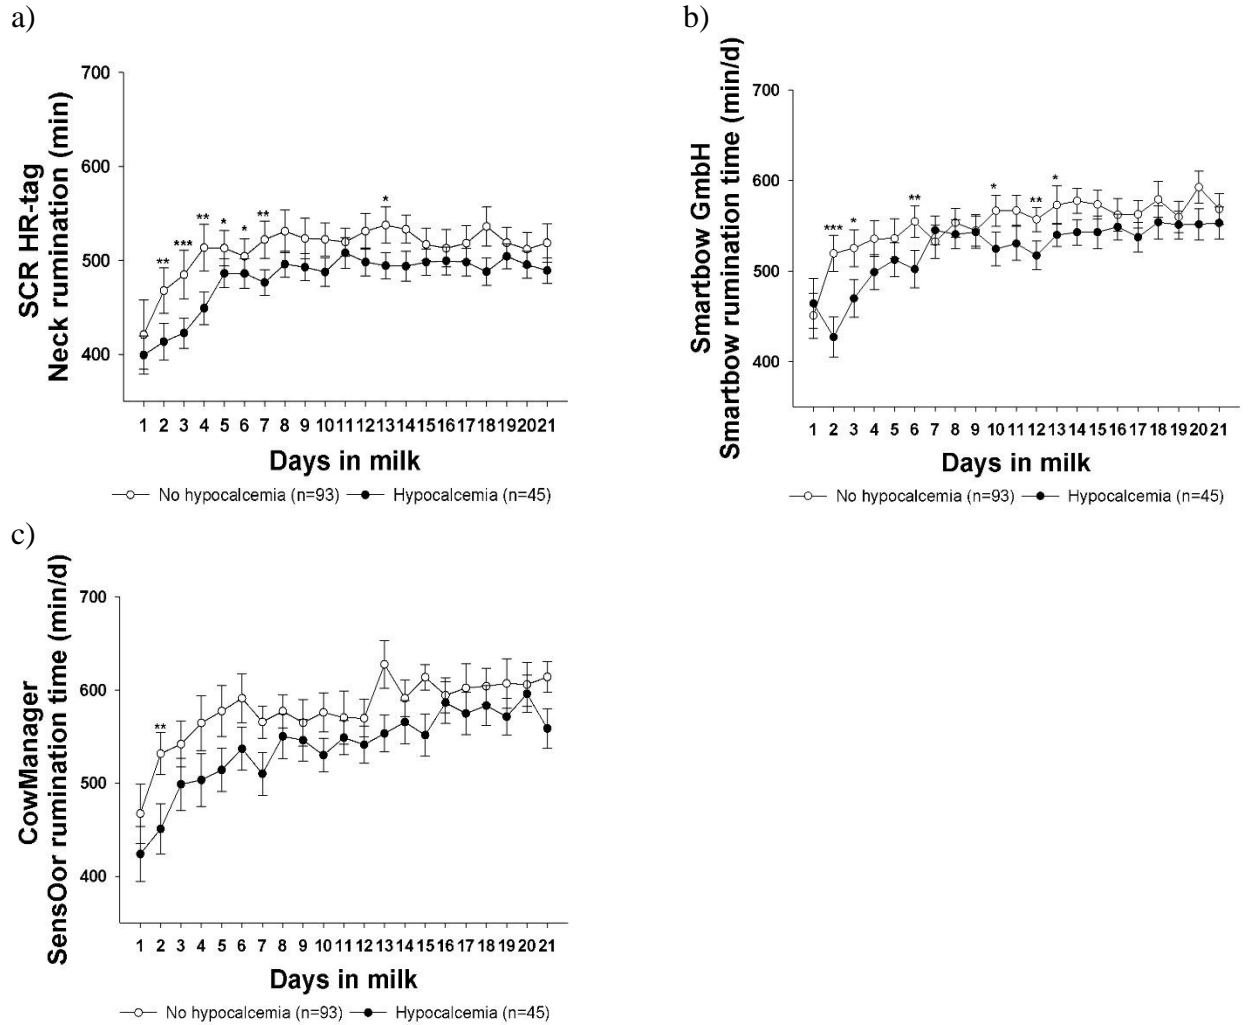 a)
SCR HR-tag
Neck rumination (min)
700
600
500
400
** *** ** * * ** *
1 2 3 4 5 6 7 8 9 10 11 12 13 14 15 16 17 18 19 20 21
Days in milk
No hypocalcemia (n=93) Hypocalcemia (n=45)
b)
Smartbow GmbH
Smartbow rumination time (min/d)
700
600
500
400
*** * ** * ** *
1 2 3 4 5 6 7 8 9 10 11 12 13 14 15 16 17 18 19 20 21
Days in milk
No hypocalcemia (n=93) Hypocalcemia (n=45)
c)
CowManager
SensOor rumination time (min/d)
700
600
500
400
**
1 2 3 4 5 6 7 8 9 10 11 12 13 14 15 16 17 18 19 20 21
Days in milk
No hypocalcemia (n=93) Hypocalcemia (n=45)